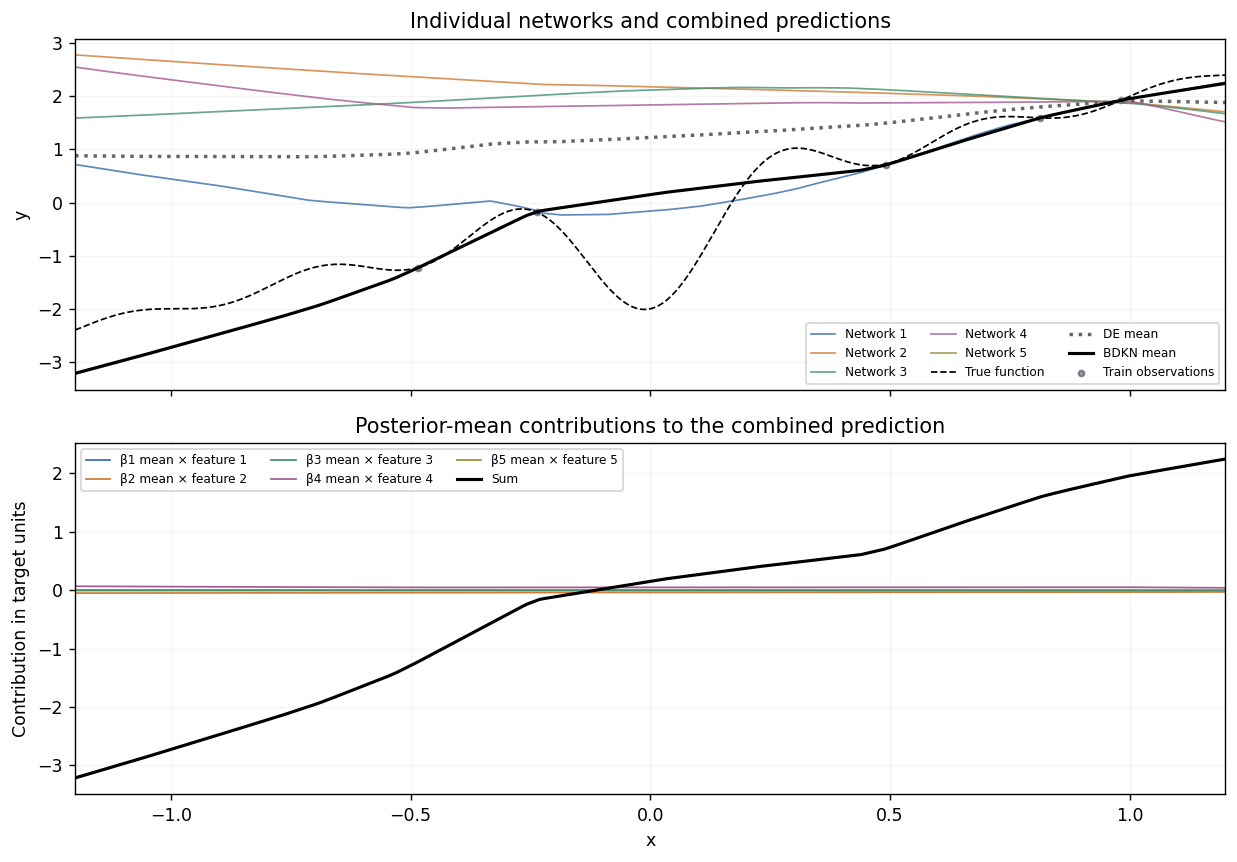 Individual networks and combined predictions
3
2
1
0
−1
−2
−3
y
Network 1
Network 2
Network 3
Network 4
Network 5
True function
DE mean
BDKN mean
Train observations
Posterior-mean contributions to the combined prediction
β1 mean × feature 1
β2 mean × feature 2
β3 mean × feature 3
β4 mean × feature 4
β5 mean × feature 5
Sum
2
1
0
−1
−2
−3
Contribution in target units
−1.0
−0.5
0.0
0.5
1.0
x